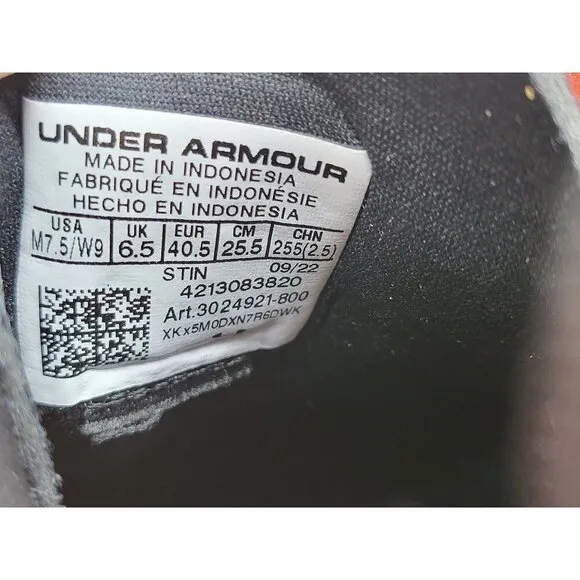 UNDER ARMOUR
MADE IN INDONESIA
FABRIQUÉ EN INDONÉSIE
HECHO EN INDONESIA
USA UK EUR CM CHN
M7.5/W9 6.5 40.5 25.5 255(2.5)
STIN 09/22
4213083820
Art.3024921-800
XKx5M0DXN7R6DWK